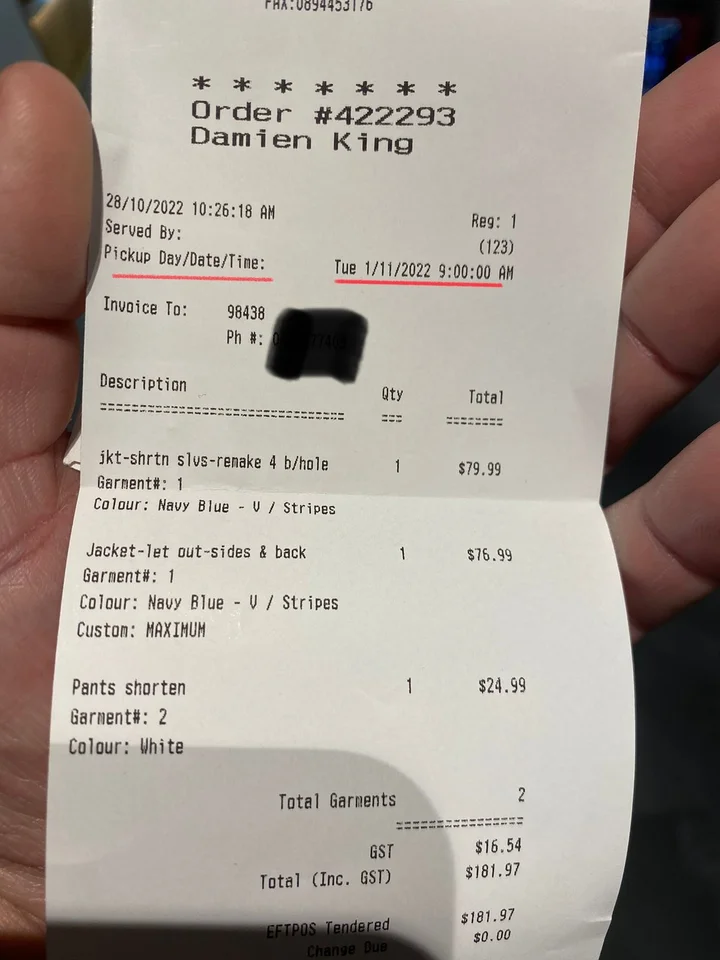 FAX:0894453176
* * * * * * *
Order #422293
Damien King
28/10/2022 10:26:18 AM Reg: 1
Served By: (123)
Pickup Day/Date/Time: Tue 1/11/2022 9:00:00 AM
Invoice To: 98438
Ph #:
Description Qty Total
jkt-shrtn slvs-remake 4 b/hole 1 $79.99
Garment#: 1
Colour: Navy Blue - V / Stripes
Jacket-let out-sides & back 1 $76.99
Garment#: 1
Colour: Navy Blue - V / Stripes
Custom: MAXIMUM
Pants shorten 1 $24.99
Garment#: 2
Colour: White
Total Garments 2
GST $16.54
Total (Inc. GST) $181.97
EFTPOS Tendered $181.97
Change Due $0.00